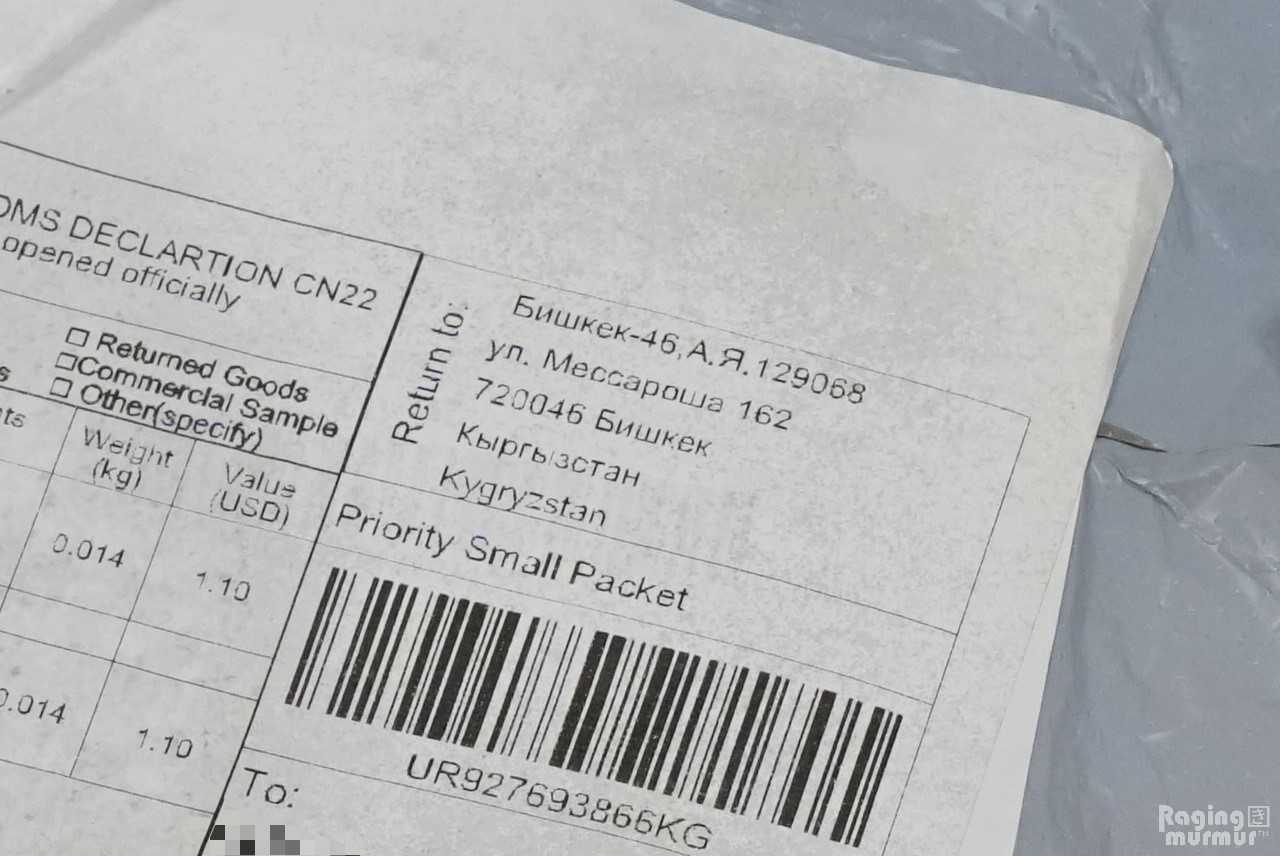 DECLARTION CN22
opened officially
Returned Goods
Commercial Sample
Other(specify)
Weight
(kg)
Value
(USD)
0.014
1.10
0.014
1.10
Return to:
Бишкек-46,А.Я.129068
ул. Мессароша 162
720046 Бишкек
Кыргызстан
Kygryzstan
Priority Small Packet
UR927693866KG
To:
Raging
murmur